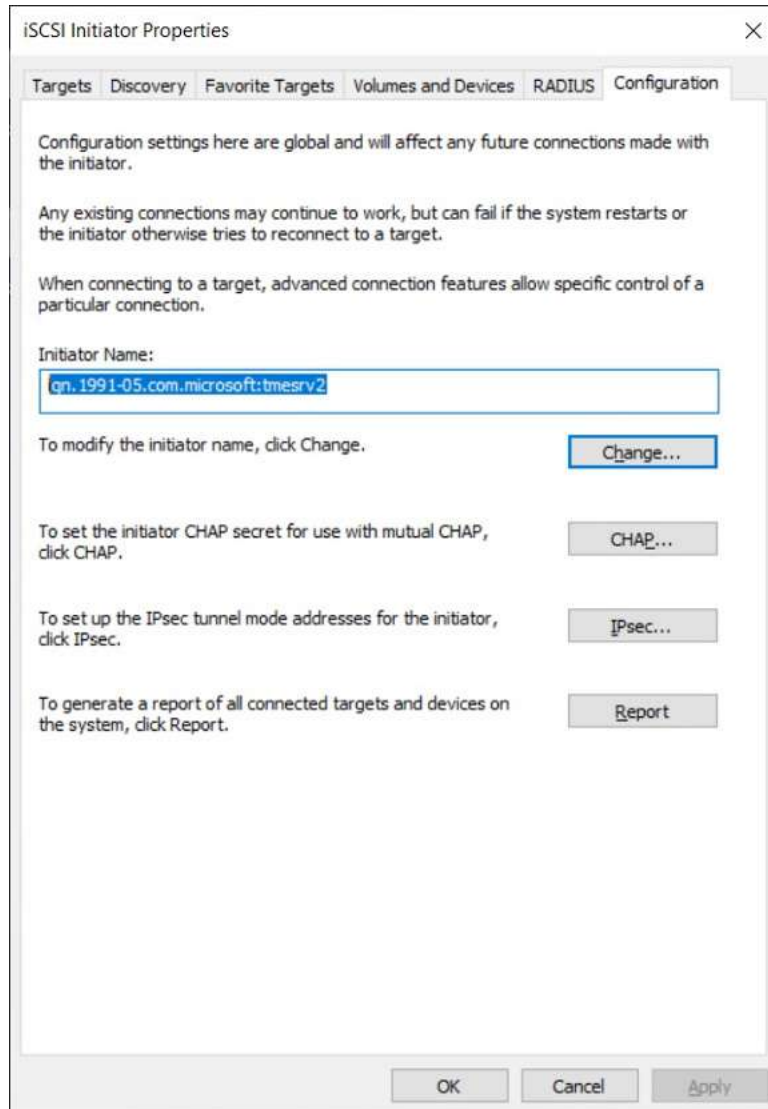 iSCSI Initiator Properties
Targets Discovery Favorite Targets Volumes and Devices RADIUS Configuration
Configuration settings here are global and will affect any future connections made with
the initiator.
Any existing connections may continue to work, but can fail if the system restarts or
the initiator otherwise tries to reconnect to a target.
When connecting to a target, advanced connection features allow specific control of a
particular connection.
Initiator Name:
iqn.1991-05.com.microsoft:tmesrv2
To modify the initiator name, click Change.
Change...
To set the initiator CHAP secret for use with mutual CHAP,
click CHAP.
CHAP...
To set up the IPsec tunnel mode addresses for the initiator,
click IPsec.
IPsec...
To generate a report of all connected targets and devices on
the system, click Report.
Report
OK Cancel Apply